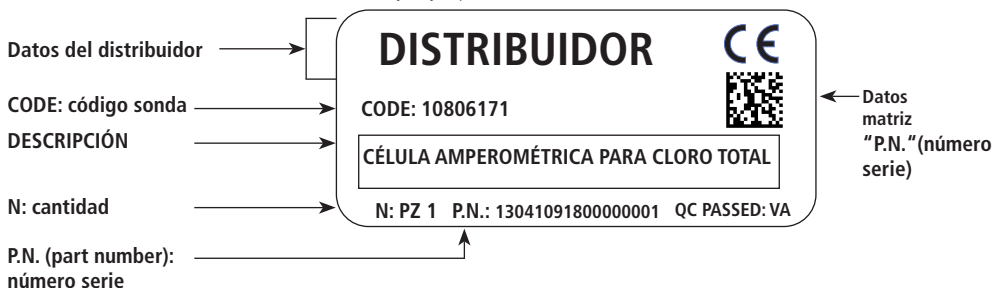 Datos del distribuidor
DISTRIBUIDOR
CE
CODE: código sonda
CODE: 10806171
Datos
matriz
"P.N."(número
serie)
DESCRIPCIÓN
CÉLULA AMPEROMÉTRICA PARA CLORO TOTAL
N: cantidad
N: PZ 1 P.N.: 13041091800000001 QC PASSED: VA
P.N. (part number):
número serie